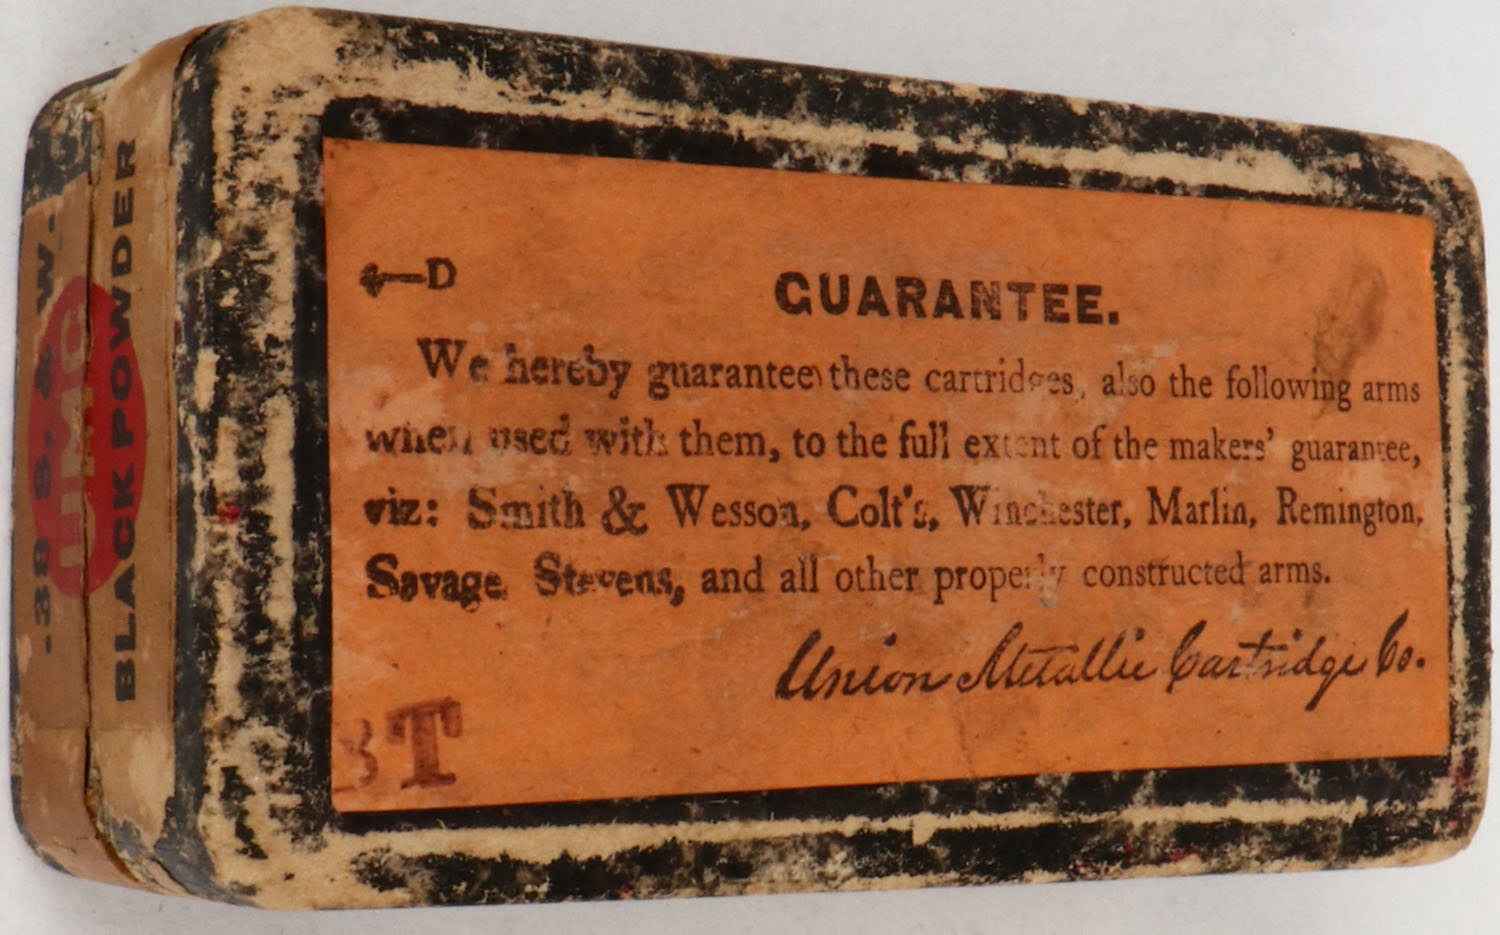 D
GUARANTEE.
We hereby guarantee these cartridges, also the following arms
when used with them, to the full extent of the makers' guarantee,
viz: Smith & Wesson, Colt's, Winchester, Marlin, Remington,
Savage, Stevens, and all other properly constructed arms.
Union Metallic Cartridge Co.
T
.38 S. & W.
UMC
BLACK POWDER